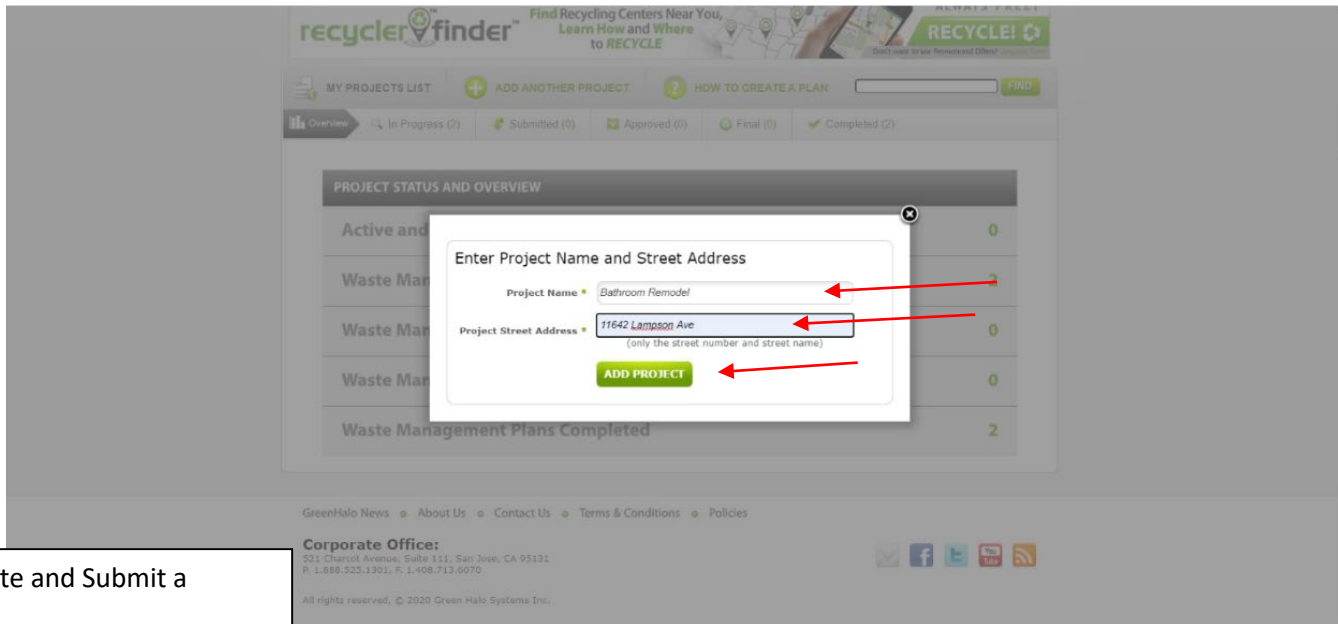 recycler finder™
Find Recycling Centers Near You,
Learn How and Where
to RECYCLE
RECYCLE!
MY PROJECTS LIST
ADD ANOTHER PROJECT
HOW TO CREATE A PLAN
FIND
Overview
In Progress (2)
Submitted (0)
Approved (0)
Final (0)
Completed (2)
PROJECT STATUS AND OVERVIEW
Active and
0
Enter Project Name and Street Address
Waste Mar
2
Project Name *
Bathroom Remodel
Waste Mar
0
Project Street Address *
11642 Lampson Ave
(only the street number and street name)
Waste Mar
0
ADD PROJECT
Waste Management Plans Completed
2
GreenHalo News
About Us
Contact Us
Terms & Conditions
Policies
Corporate Office:
521 Charcot Avenue, Suite 111, San Jose, CA 95131
P. 1.888.525.1301, F. 1.408.713.6070
All rights reserved, © 2020 Green Halo Systems Inc.
te and Submit a